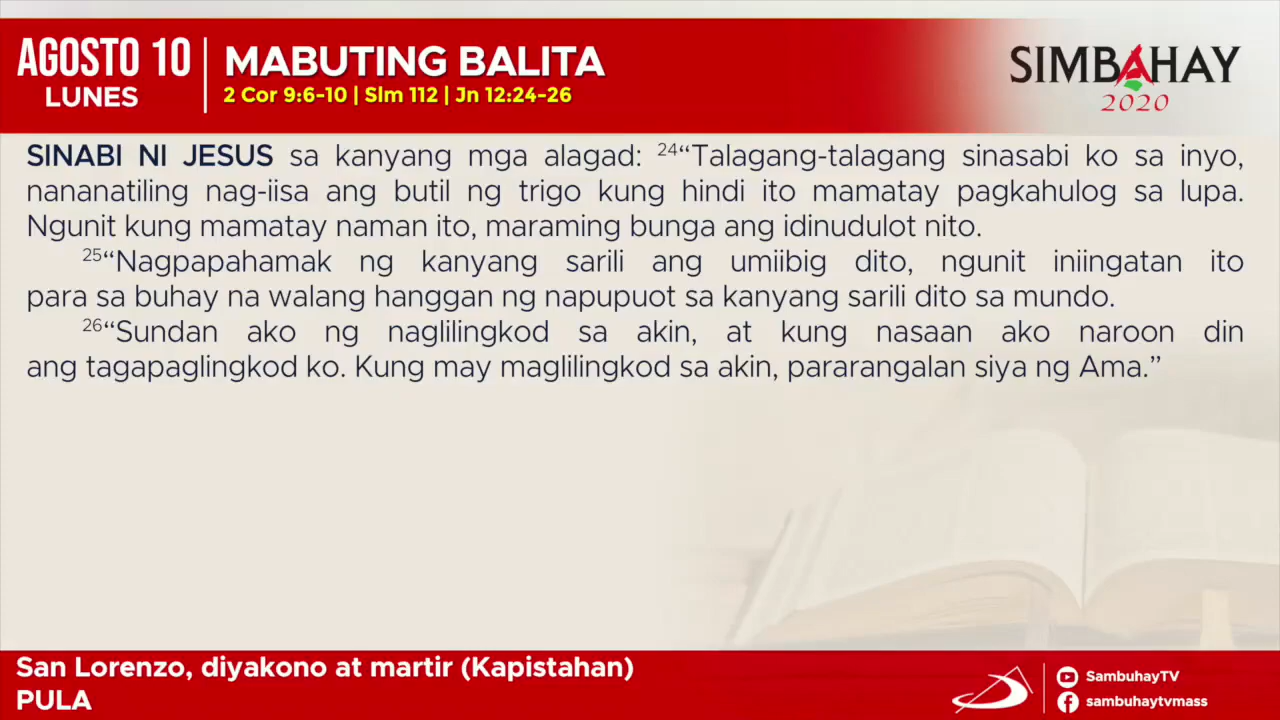 AGOSTO 10
LUNES
MABUTING BALITA
2 Cor 9:6-10 | Slm 112 | Jn 12:24-26
SIMBAHAY
2020
SINABI NI JESUS sa kanyang mga alagad: 24“Talagang-talagang sinasabi ko sa inyo,
nananatiling nag-iisa ang butil ng trigo kung hindi ito mamatay pagkahulog sa lupa.
Ngunit kung mamatay naman ito, maraming bunga ang idinudulot nito.
25“Nagpapahamak ng kanyang sarili ang umiibig dito, ngunit iniingatan ito
para sa buhay na walang hanggan ng napupuot sa kanyang sarili dito sa mundo.
26“Sundan ako ng naglilingkod sa akin, at kung nasaan ako naroon din
ang tagapaglingkod ko. Kung may maglilingkod sa akin, pararangalan siya ng Ama.”
San Lorenzo, diyakono at martir (Kapistahan)
PULA
SambuhayTV
sambuhaytvmass